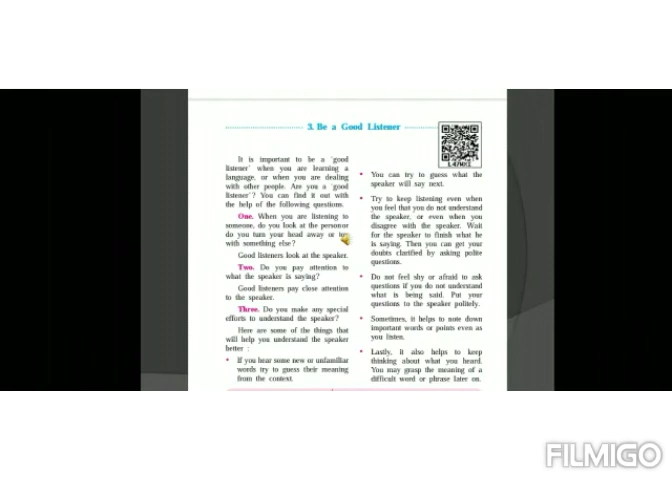 3. Be a Good Listener
L4JWXZ
It is important to be a 'good
listener' when you are learning a
language, or when you are dealing
with other people. Are you a 'good
listener'? You can find it out with
the help of the following questions.
One. When you are listening to
someone, do you look at the person or
do you turn your head away or
with something else?
Good listeners look at the speaker.
Two. Do you pay attention to
what the speaker is saying?
Good listeners pay close attention
to the speaker.
Three. Do you make any special
efforts to understand the speaker?
Here are some of the things that
will help you understand the speaker
better :
• If you hear some new or unfamiliar
words try to guess their meaning
from the context.
• You can try to guess what the
speaker will say next.
• Try to keep listening even when
you feel that you do not understand
the speaker, or even when you
disagree with the speaker. Wait
for the speaker to finish what he
is saying. Then you can get your
doubts clarified by asking polite
questions.
• Do not feel shy or afraid to ask
questions if you do not understand
what is being said. Put your
questions to the speaker politely.
• Sometimes, it helps to note down
important words or points even as
you listen.
• Lastly, it also helps to keep
thinking about what you heard.
You may grasp the meaning of a
difficult word or phrase later on.
FILMIGO